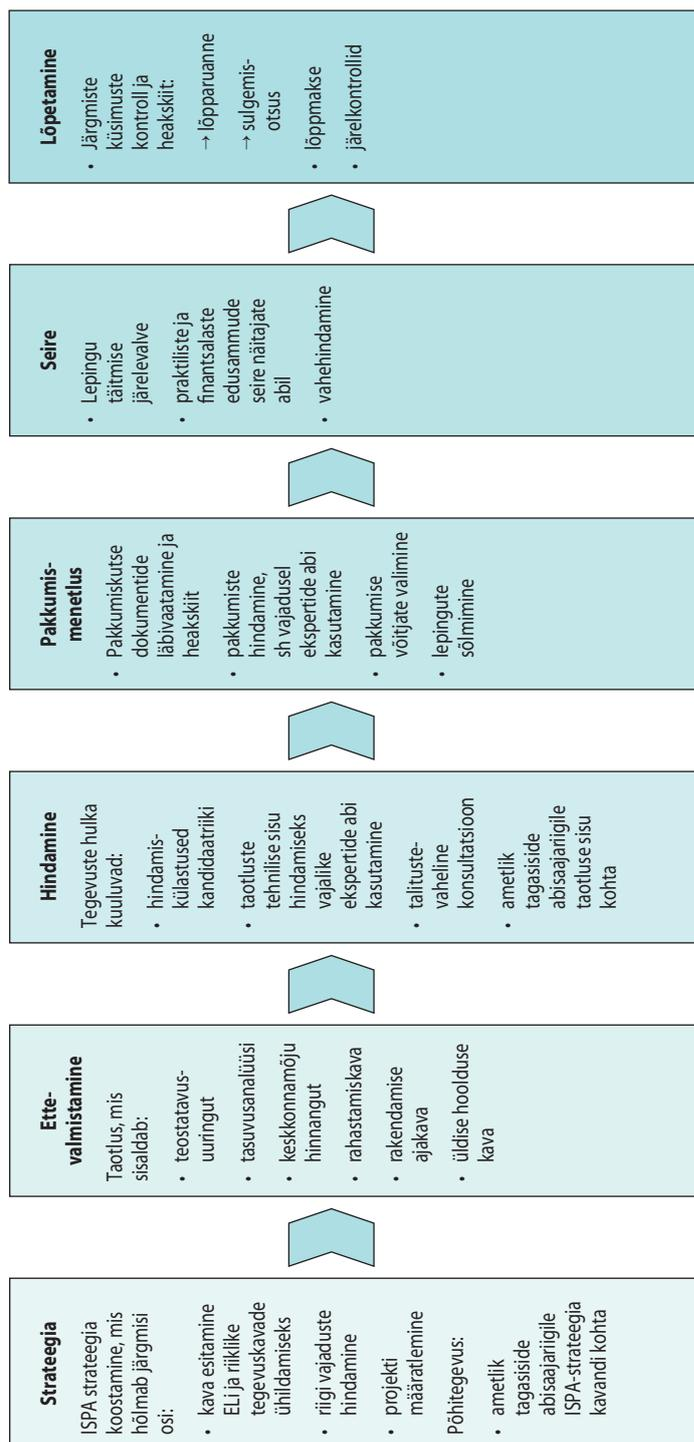 Strateegia
ISPA strateegia
koostamine, mis
hõlmab järgmisi
osi:
• kava esitamine
ELi ja riiklike
tegevuskavade
ühildamiseks
• riigi vajaduste
hindamine
• projekti
määratlemine
Põhitegevus:
• ametlik
tagasiside
abisaajariigile
ISPA-strateegia
kavandi kohta
Ette-
valmistamine
Taotlus, mis
sisaldab:
• teostatavus-
uuringut
• tasuvusanalüüsi
• keskkonnamõju
hinnangut
• rahastamiskava
• rakendamise
ajakava
• üldise hoolduse
kava
Hindamine
Tegevuste hulka
kuuluvad:
• hindamis-
külastused
kandidaatriiki
• taotluste
tehnilise sisu
hindamiseks
vajalike
ekspertide abi
kasutamine
• talituste-
vaheline
konsultatsioon
• ametlik
tagasiside
abisaajariigile
taotluse sisu
kohta
Pakkumis-
menetlus
• Pakkumiskutse
dokumentide
läbivaatamine ja
heakskiit
• pakkumiste
hindamine,
sh vajadusel
ekspertide abi
kasutamine
• pakkumise
võitjate valimine
• lepingute
sõlmimine
Seire
• Lepingu
täitmise
järelevalve
• praktiliste ja
finantsalaste
edusammude
seire näitajate
abil
• vahehindamine
Lõpetamine
• Järgmiste
küsimuste
kontroll ja
heakskiit:
→ lõpparuanne
→ sulgemis-
otsus
• lõppmakse
• järelkontrollid